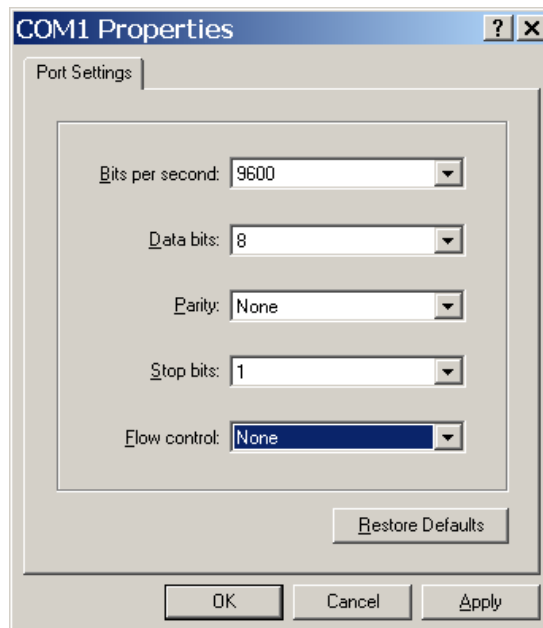 COM1 Properties
Port Settings
Bits per second: 9600
Data bits: 8
Parity: None
Stop bits: 1
Flow control: None
Restore Defaults
OK Cancel Apply